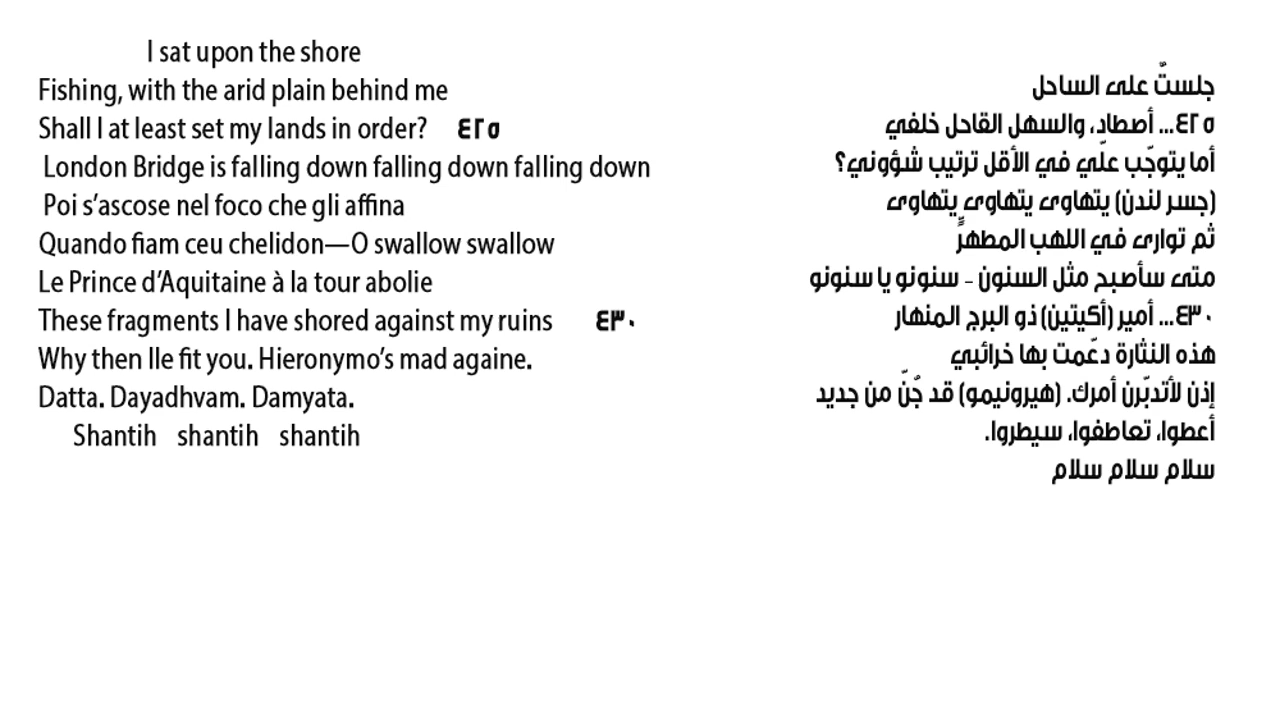 I sat upon the shore
Fishing, with the arid plain behind me
Shall I at least set my lands in order? ٤٢٥
London Bridge is falling down falling down falling down
Poi s’ascose nel foco che gli affina
Quando fiam ceu chelidon—O swallow swallow
Le Prince d’Aquitaine à la tour abolie
These fragments I have shored against my ruins ٤٣٠
Why then Ile fit you. Hieronymo’s mad againe.
Datta. Dayadhvam. Damyata.
Shantih shantih shantih
جلستٌ على الساحل
٤٢٥... أصطاد، والسهل القاحل خلفي
أما يتوجّب علّي في الأقل ترتيب شؤوني؟
(جسر لندن) يتهاوى يتهاوى يتهاوى
ثم توارى في اللهب المطهرٍّ
متى سأصبح مثل السنون - سنونو يا سنونو
٤٣٠... أمير (أكيتين) ذو البرج المنهار
هذه النثارة دعّمت بها خرائبي
إذن لأتدبّرن أمرك. (هيرونيمو) قد جٌنّ من جديد
أعطوا، تعاطفوا، سيطروا.
سلام سلام سلام